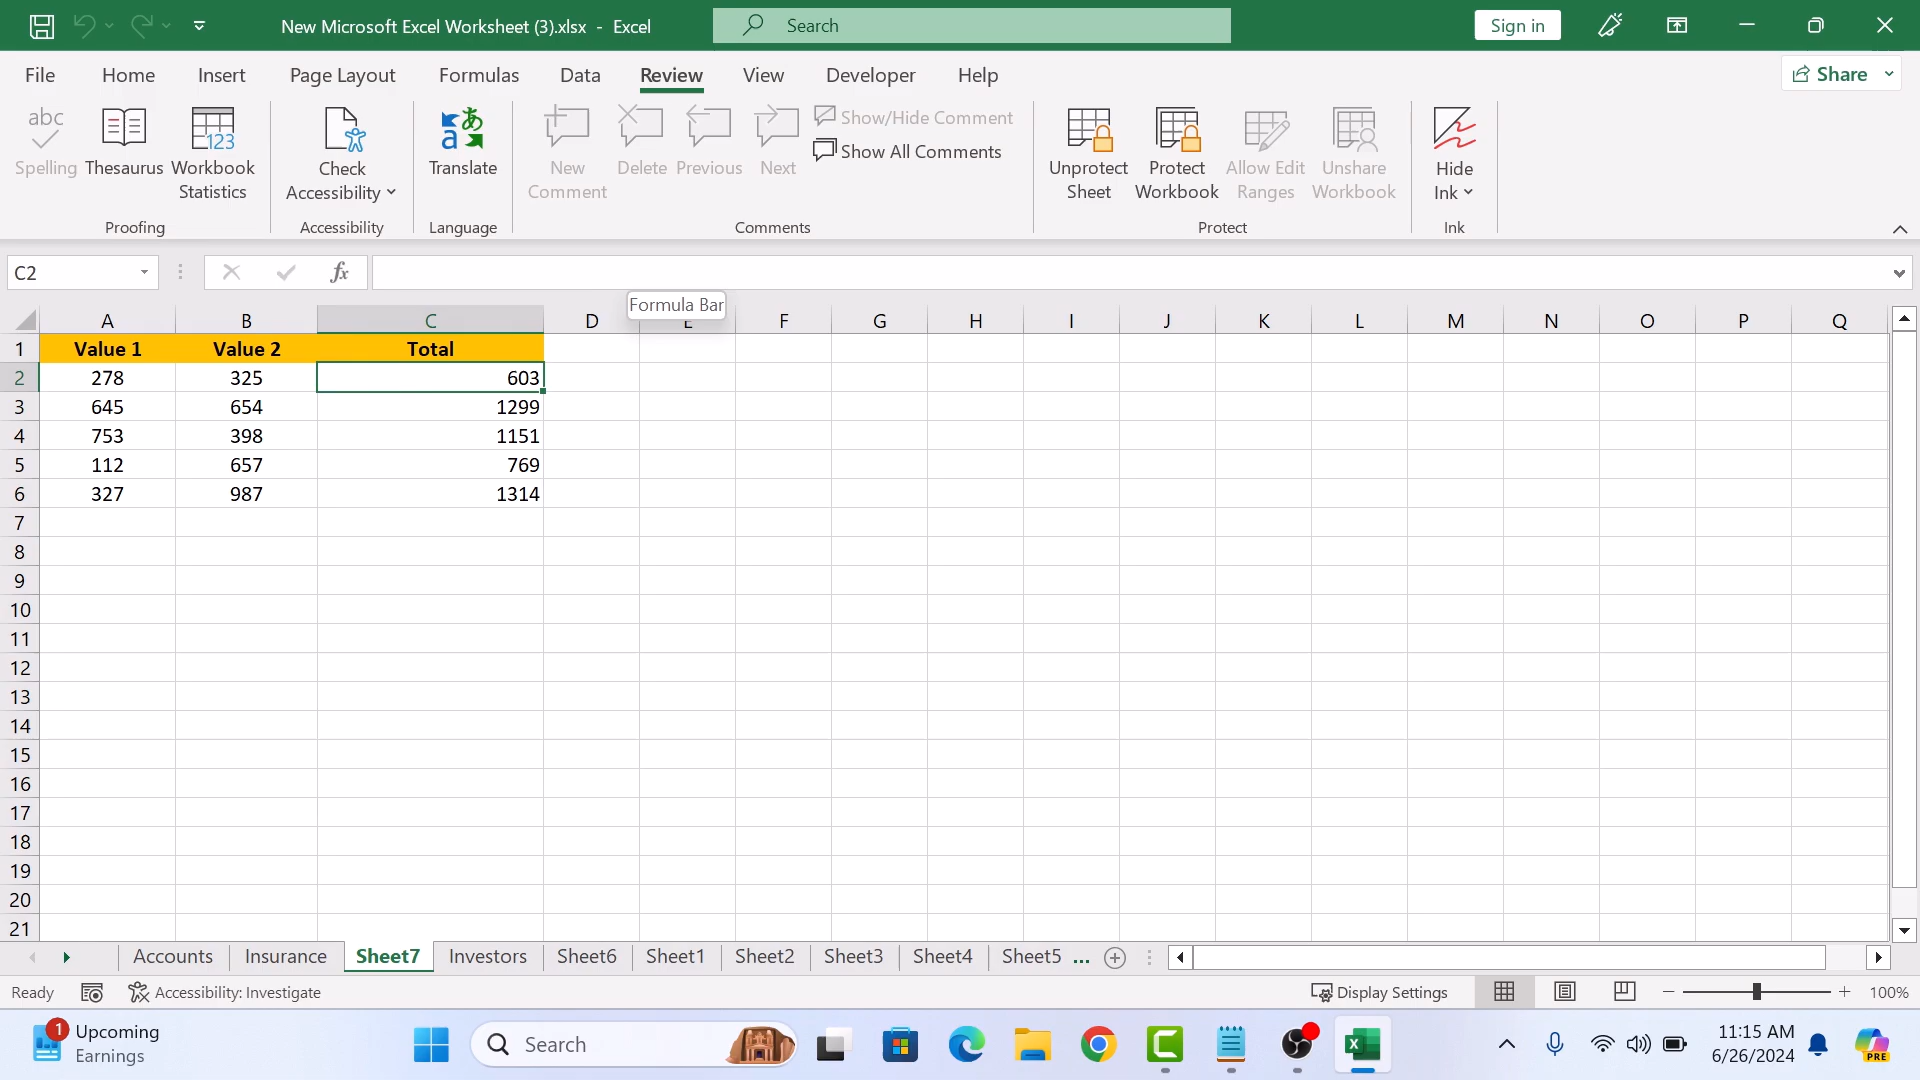 New Microsoft Excel Worksheet (3).xlsx - Excel
Search
Sign in
File Home Insert Page Layout Formulas Data Review View Developer Help
Share
abc
Spelling
Thesaurus
123
Workbook
Statistics
Proofing
Check
Accessibility
Accessibility
あ
a
Translate
Language
New
Comment
Delete
Previous
Next
Show/Hide Comment
Show All Comments
Comments
Unprotect
Sheet
Protect
Workbook
Allow Edit
Ranges
Unshare
Workbook
Protect
Hide
Ink
Ink
C2
fx
Formula Bar
A B C D E F G H I J K L M N O P Q
1 Value 1 Value 2 Total
2 278 325 603
3 645 654 1299
4 753 398 1151
5 112 657 769
6 327 987 1314
7
8
9
10
11
12
13
14
15
16
17
18
19
20
21
Accounts Insurance Sheet7 Investors Sheet6 Sheet1 Sheet2 Sheet3 Sheet4 Sheet5 ...
Ready
Accessibility: Investigate
Display Settings
100%
1
Upcoming
Earnings
Search
11:15 AM
6/26/2024
PRE